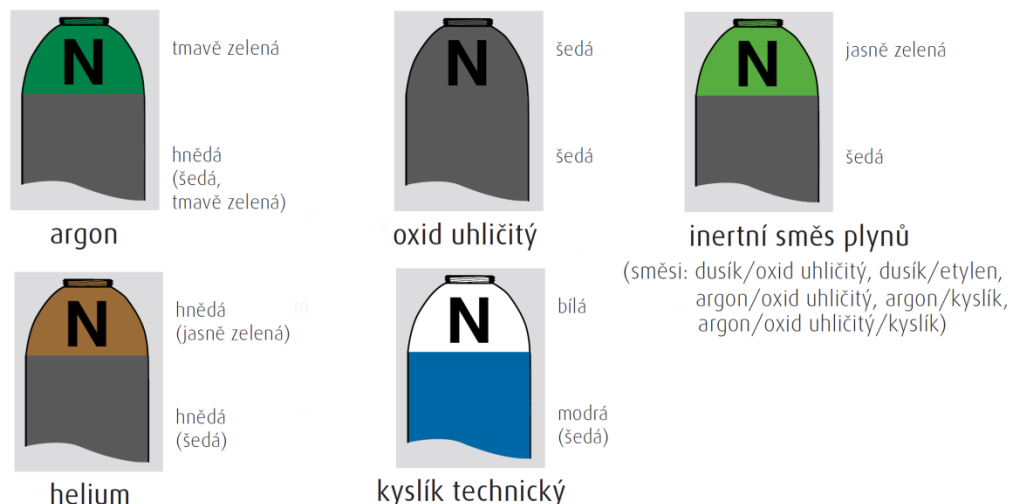 N
tmavě zelená
hnědá
(šedá,
tmavě zelená)
argon
N
šedá
šedá
oxid uhličitý
N
jasně zelená
šedá
inertní směs plynů
(směsi: dusík/oxid uhličitý, dusík/etylen,
argon/oxid uhličitý, argon/kyslík,
argon/oxid uhličitý/kyslík)
N
hnědá
(jasně zelená)
hnědá
(šedá)
helium
N
bílá
modrá
(šedá)
kyslík technický